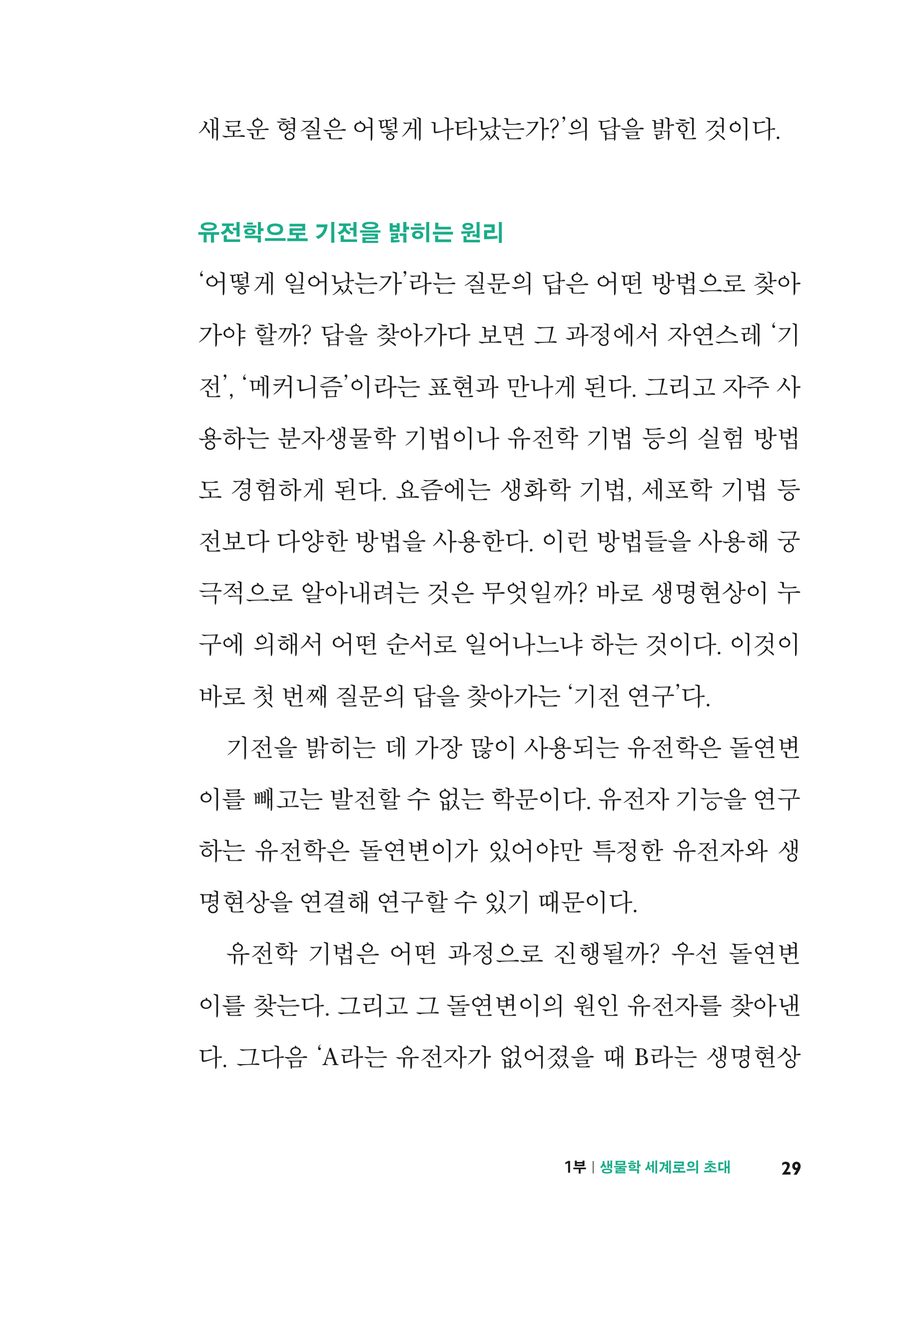 새로운 형질은 어떻게 나타났는가?’의 답을 밝힌 것이다.
유전학으로 기전을 밝히는 원리
‘어떻게 일어났는가’라는 질문의 답은 어떤 방법으로 찾아
가야 할까? 답을 찾아가다 보면 그 과정에서 자연스레 ‘기
전’, ‘메커니즘’이라는 표현과 만나게 된다. 그리고 자주 사
용하는 분자생물학 기법이나 유전학 기법 등의 실험 방법
도 경험하게 된다. 요즘에는 생화학 기법, 세포학 기법 등
전보다 다양한 방법을 사용한다. 이런 방법들을 사용해 궁
극적으로 알아내려는 것은 무엇일까? 바로 생명현상이 누
구에 의해서 어떤 순서로 일어나느냐 하는 것이다. 이것이
바로 첫 번째 질문의 답을 찾아가는 ‘기전 연구’다.
기전을 밝히는 데 가장 많이 사용되는 유전학은 돌연변
이를 빼고는 발전할 수 없는 학문이다. 유전자 기능을 연구
하는 유전학은 돌연변이가 있어야만 특정한 유전자와 생
명현상을 연결해 연구할 수 있기 때문이다.
유전학 기법은 어떤 과정으로 진행될까? 우선 돌연변
이를 찾는다. 그리고 그 돌연변이의 원인 유전자를 찾아낸
다. 그다음 ‘A라는 유전자가 없어졌을 때 B라는 생명현상
1부 | 생물학 세계로의 초대 29